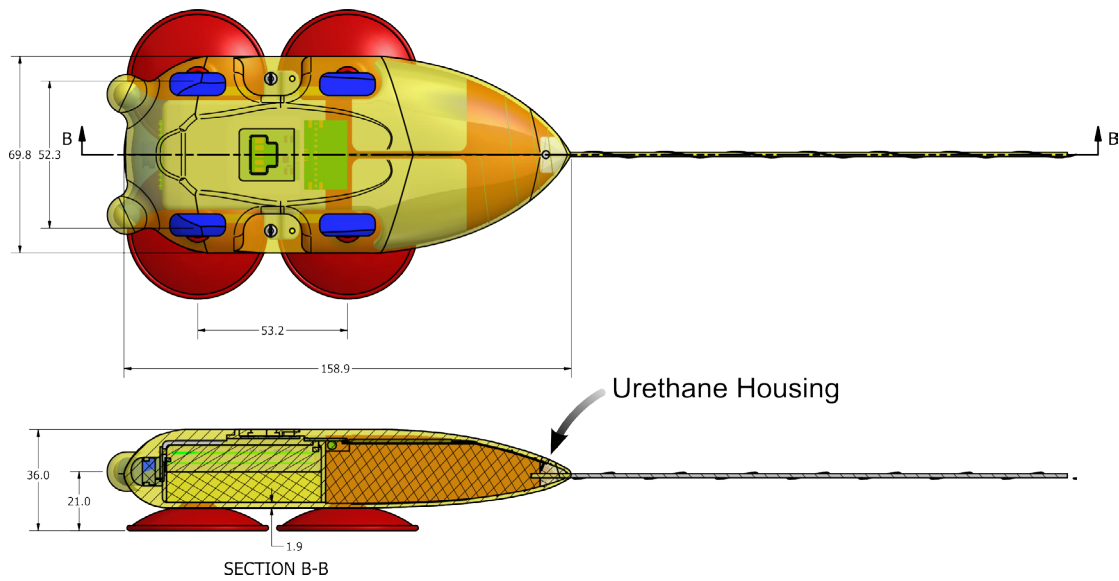 B
B
69.8
52.3
53.2
158.9
Urethane Housing
36.0
21.0
1.9
SECTION B-B